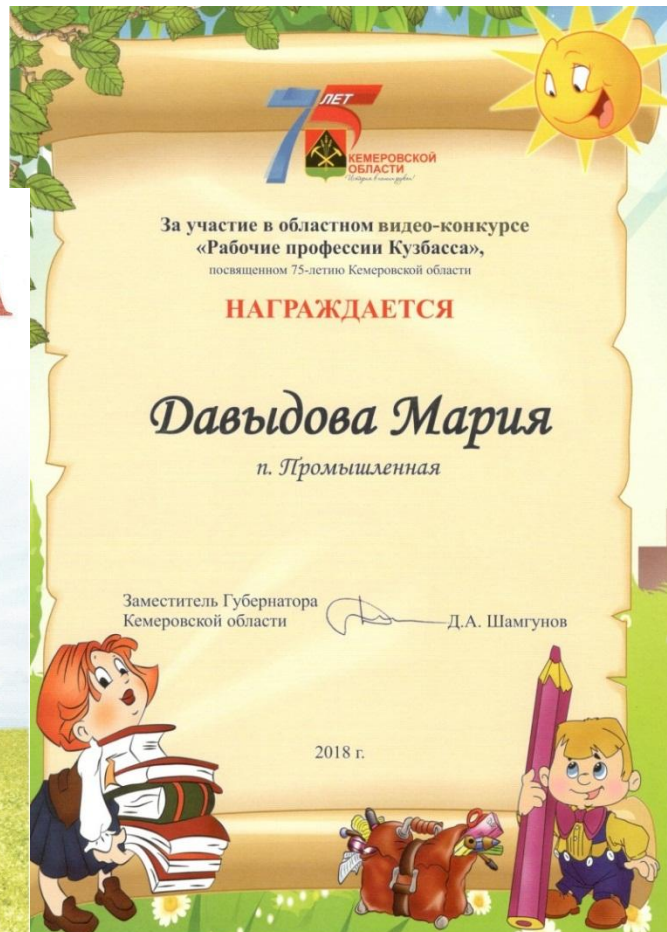 75 ЛЕТ
КЕМЕРОВСКОЙ
ОБЛАСТИ
За участие в областном видео-конкурсе
«Рабочие профессии Кузбасса»,
посвященном 75-летию Кемеровской области
НАГРАЖДАЕТСЯ
Давыдова Мария
п. Промышленная
Заместитель Губернатора
Кемеровской области
Д.А. Шамгунов
2018 г.